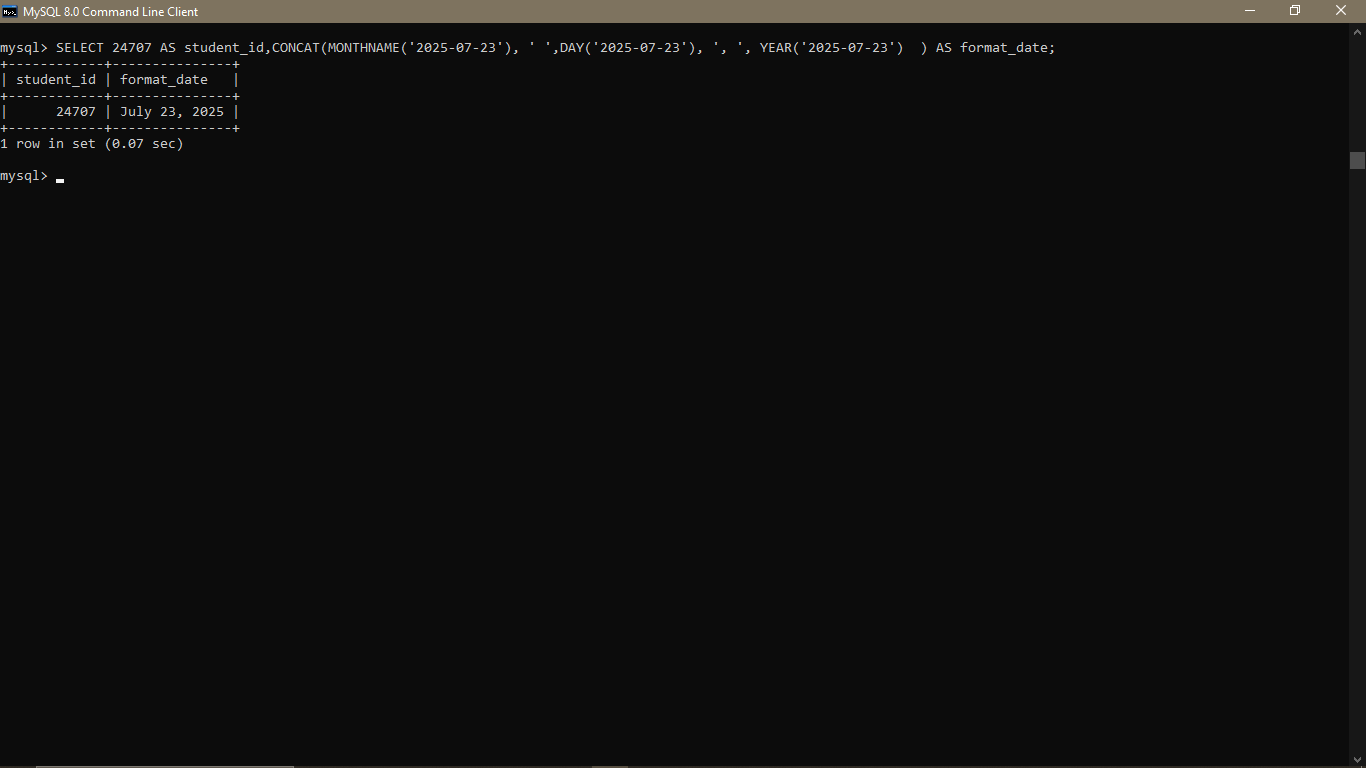 MySQL 8.0 Command Line Client
mysql> SELECT 24707 AS student_id,CONCAT(MONTHNAME('2025-07-23'), ' ',DAY('2025-07-23'), ', ', YEAR('2025-07-23')  ) AS format_date;
+------------+---------------+
| student_id | format_date   |
+------------+---------------+
|      24707 | July 23, 2025 |
+------------+---------------+
1 row in set (0.07 sec)
mysql>